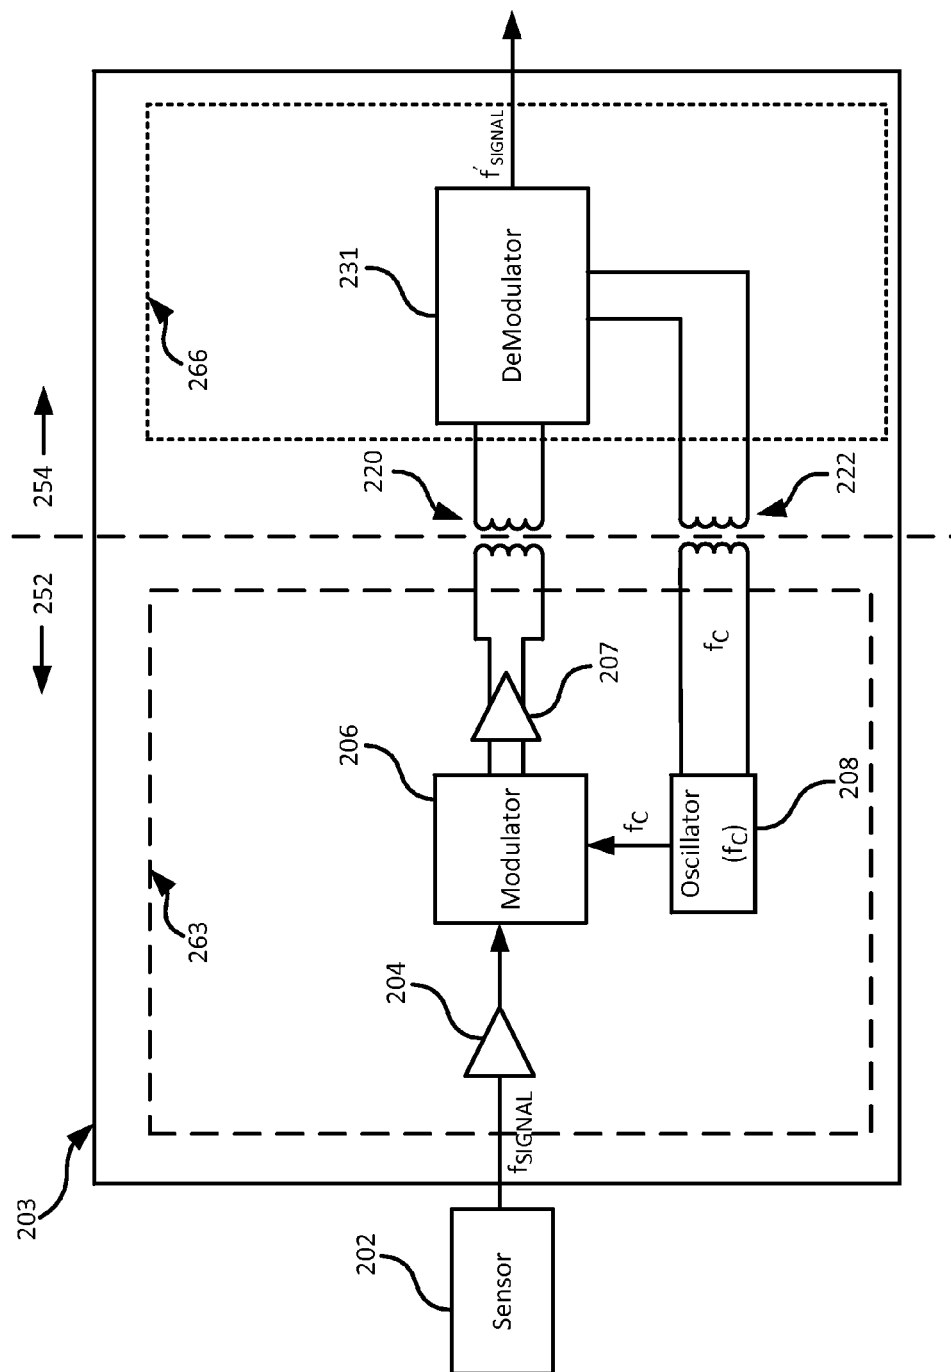 252
254
203
263
266
206
207
220
231
204
202
Sensor
fSIGNAL
Modulator
DeModulator
f´SIGNAL
fC
Oscillator
(fC)
208
fC
222